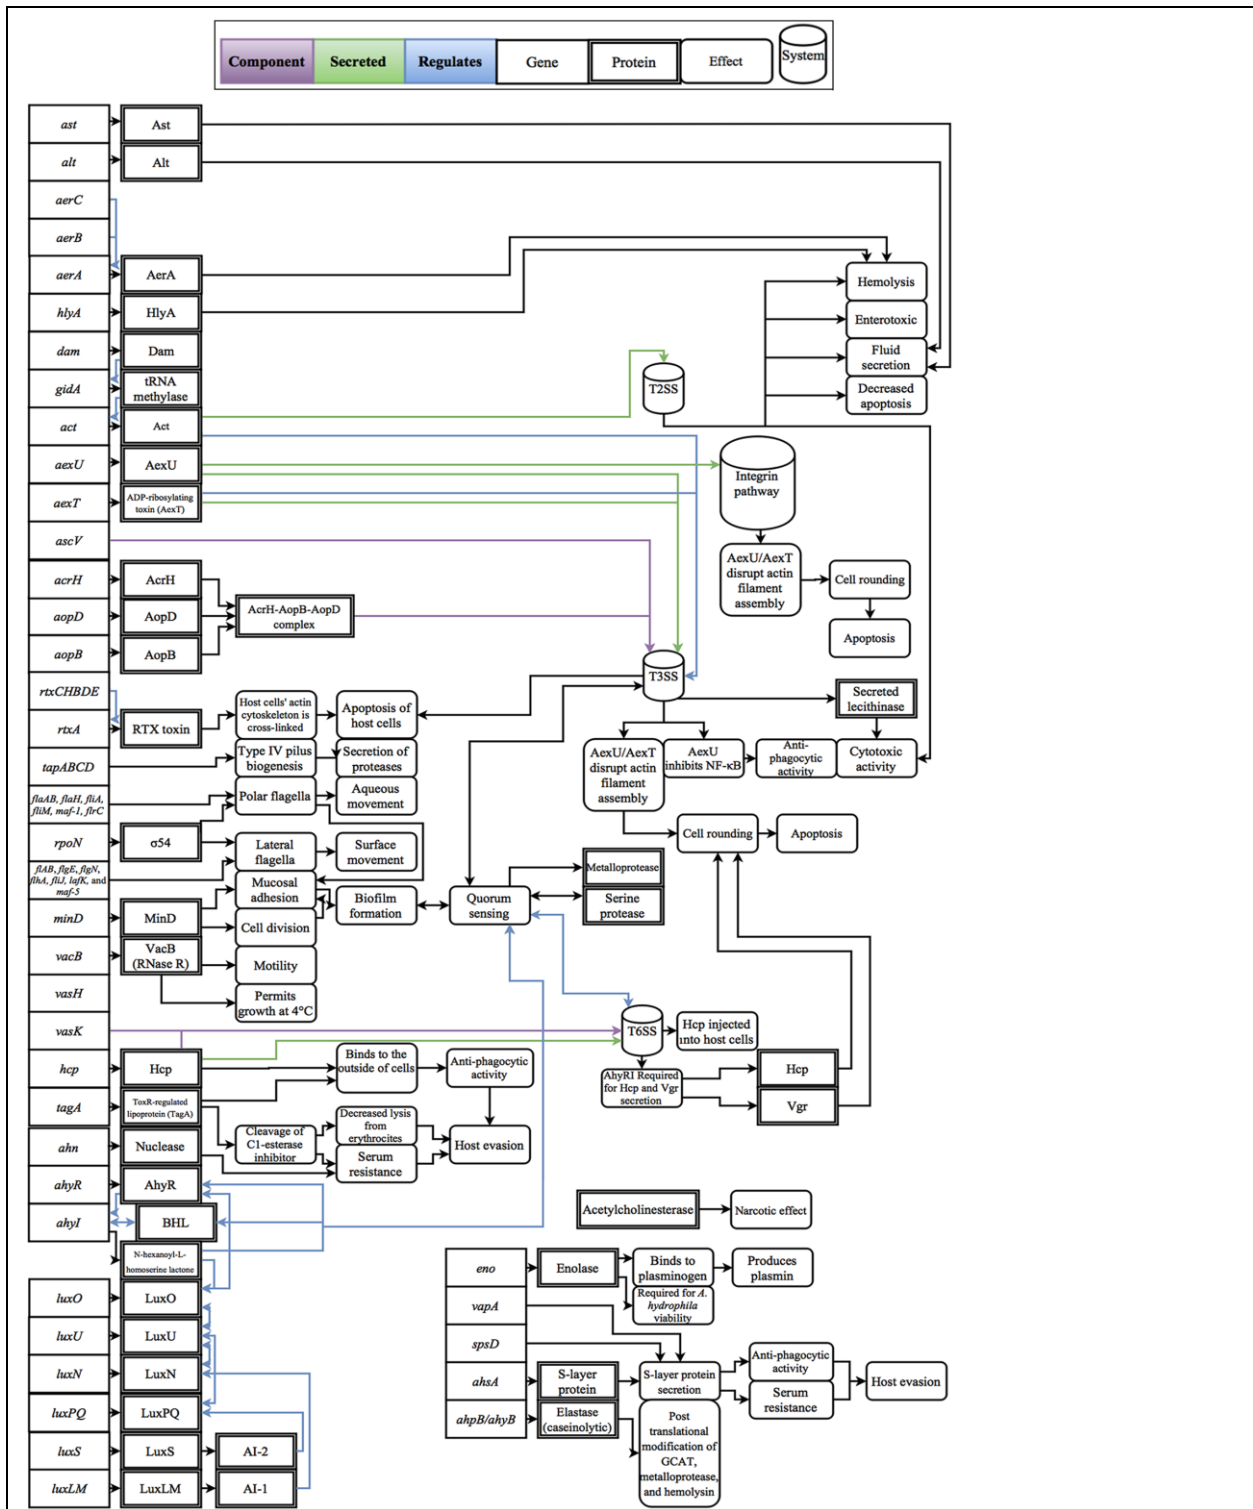 Component
Secreted
Regulates
Gene
Protein
Effect
System
ast
Ast
alt
Alt
aerC
aerB
aerA
AerA
hlyA
HlyA
dam
Dam
gidA
tRNA
methylase
act
Act
aexU
AexU
aexT
ADP-ribosylating
toxin (AexT)
ascV
acrH
AcrH
aopD
AopD
aopB
AopB
AcrH-AopB-AopD
complex
rtxCHBDE
rtxA
RTX toxin
Host cells' actin
cytoskeleton is
cross-linked
Apoptosis of
host cells
tapABCD
Type IV pilus
biogenesis
Secretion of
proteases
flaAB, flaH, fliA,
fliM, maf-1, flrC
Polar flagella
Aqueous
movement
rpoN
σ54
Lateral
flagella
Surface
movement
flAB, flgE, flgN,
flhA, fliJ, lafK, and
maf-5
Mucosal
adhesion
minD
MinD
Cell division
Biofilm
formation
vacB
VacB
(RNase R)
Motility
vasH
Permits
growth at 4°C
vasK
hcp
Hcp
Binds to the
outside of cells
Anti-phagocytic
activity
tagA
ToxR-regulated
lipoprotein (TagA)
Cleavage of
C1-esterase
inhibitor
Decreased lysis
from
erythrocites
Serum
resistance
Host evasion
ahn
Nuclease
ahyR
AhyR
ahyI
BHL
N-hexanoyl-L-
homoserine lactone
luxO
LuxO
luxU
LuxU
luxN
LuxN
luxPQ
LuxPQ
luxS
LuxS
AI-2
luxLM
LuxLM
AI-1
Hemolysis
Enterotoxic
Fluid
secretion
Decreased
apoptosis
T2SS
Integrin
pathway
AexU/AexT
disrupt actin
filament
assembly
Cell rounding
Apoptosis
T3SS
Secreted
lecithinase
AexU/AexT
disrupt actin
filament
assembly
AexU
inhibits NF-κB
Anti-
phagocytic
activity
Cytotoxic
activity
Cell rounding
Apoptosis
Quorum
sensing
Metalloprotease
Serine
protease
T6SS
Hcp injected
into host cells
AhyRI Required
for Hcp and Vgr
secretion
Hcp
Vgr
Acetylcholinesterase
Narcotic effect
eno
Enolase
Binds to
plasminogen
Produces
plasmin
Required for A.
hydrophila
viability
vapA
spsD
ahsA
S-layer
protein
S-layer protein
secretion
Anti-phagocytic
activity
Serum
resistance
Host evasion
ahpB/ahyB
Elastase
(caseinolytic)
Post
translational
modification of
GCAT,
metalloprotease,
and hemolysin